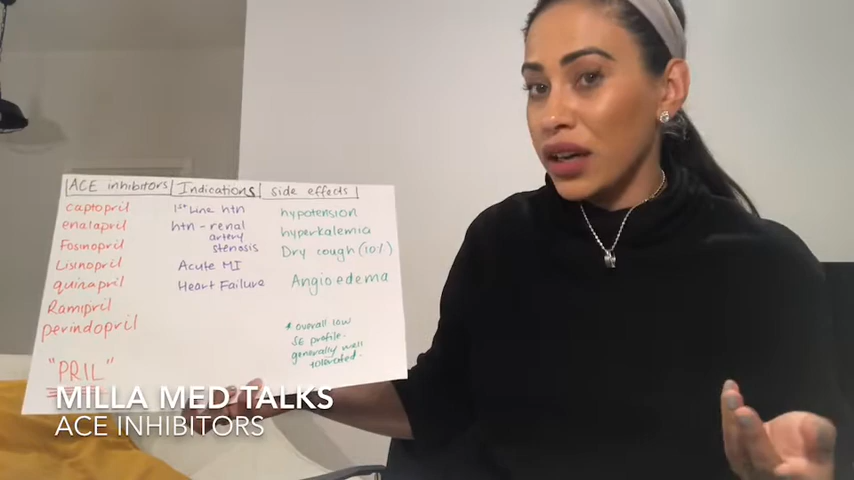 ACE inhibitors
captopril
enalapril
Fosinopril
Lisinopril
quinapril
Ramipril
Perindopril
"PRIL"
Indications
1st Line htn
htn - renal
artery
stenosis
Acute MI
Heart Failure
side effects
hypotension
hyperkalemia
Dry cough (10%)
Angioedema
* overall low
SE profile.
generally well
tolerated.
MILLA MED TALKS
ACE INHIBITORS